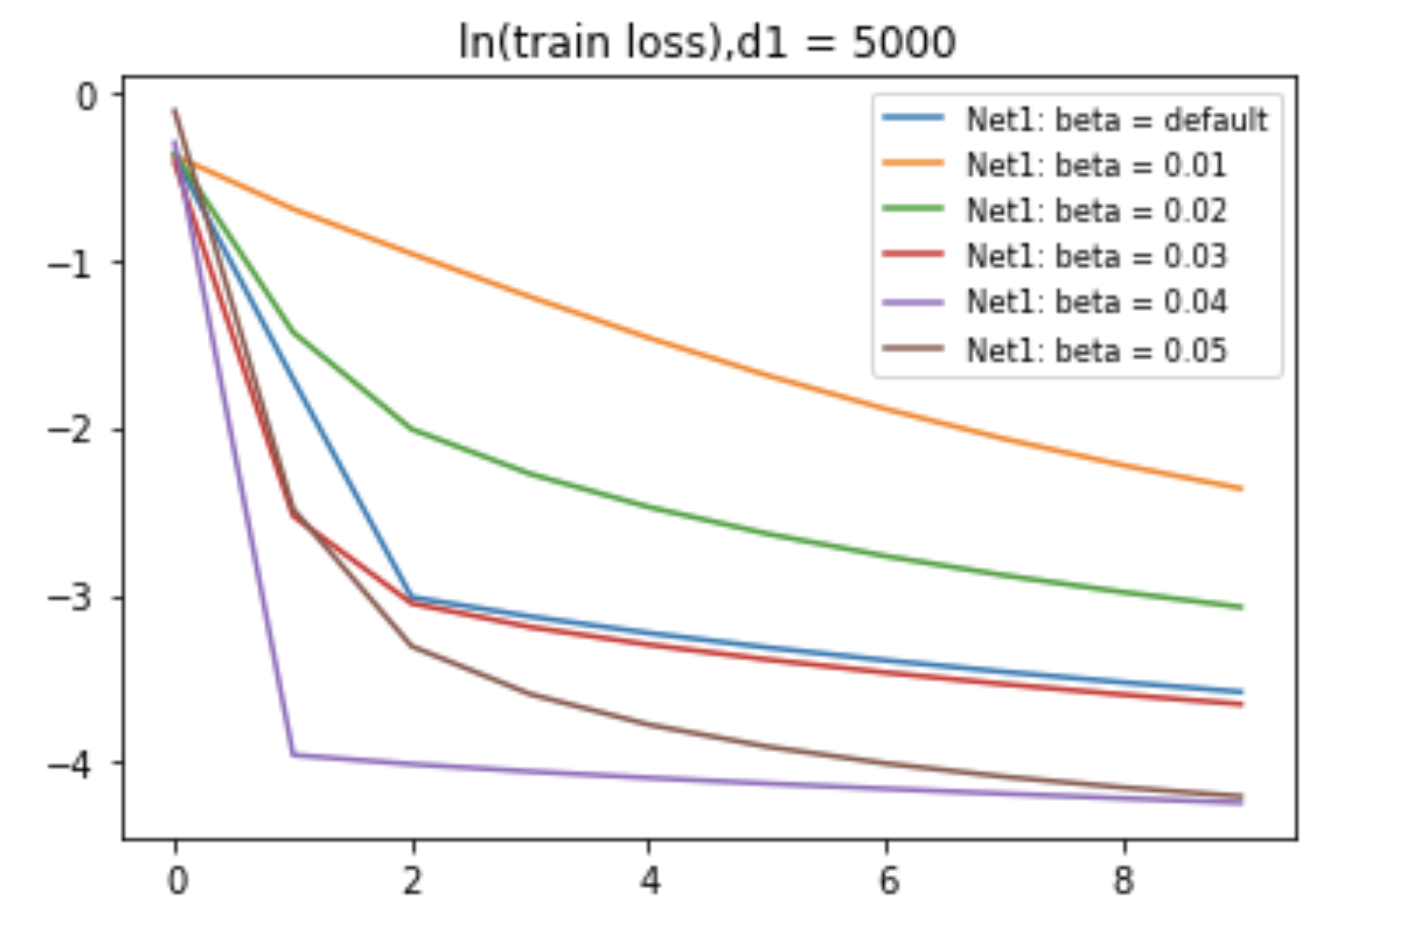 ln(train loss),d1 = 5000
0
−1
−2
−3
−4
Net1: beta = default
Net1: beta = 0.01
Net1: beta = 0.02
Net1: beta = 0.03
Net1: beta = 0.04
Net1: beta = 0.05
0 2 4 6 8